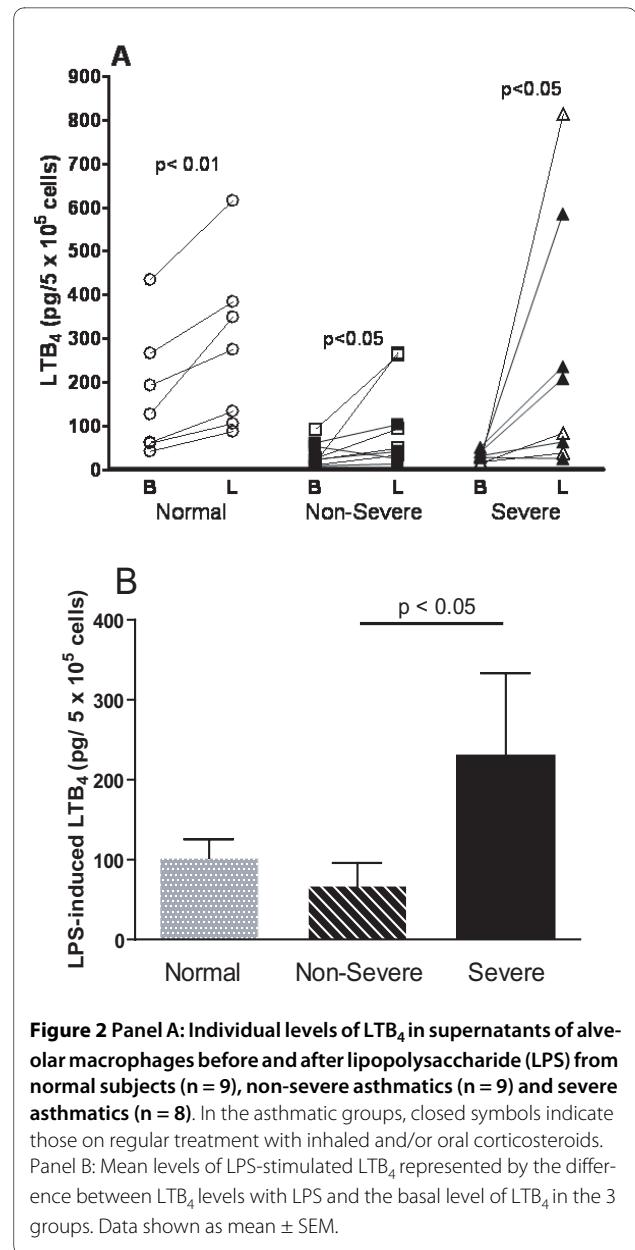 A
900
800
700
600
500
400
300
200
100
0
LTB₄ (pg/5 x 10⁵ cells)
p< 0.01
p<0.05
p<0.05
B L B L B L
Normal Non-Severe Severe
B
400
300
200
100
0
LPS-induced LTB₄ (pg/ 5 x 10⁵ cells)
p < 0.05
Normal Non-Severe Severe
Figure 2 Panel A: Individual levels of LTB₄ in supernatants of alve-
olar macrophages before and after lipopolysaccharide (LPS) from
normal subjects (n = 9), non-severe asthmatics (n = 9) and severe
asthmatics (n = 8). In the asthmatic groups, closed symbols indicate
those on regular treatment with inhaled and/or oral corticosteroids.
Panel B: Mean levels of LPS-stimulated LTB₄ represented by the differ-
ence between LTB₄ levels with LPS and the basal level of LTB₄ in the 3
groups. Data shown as mean ± SEM.